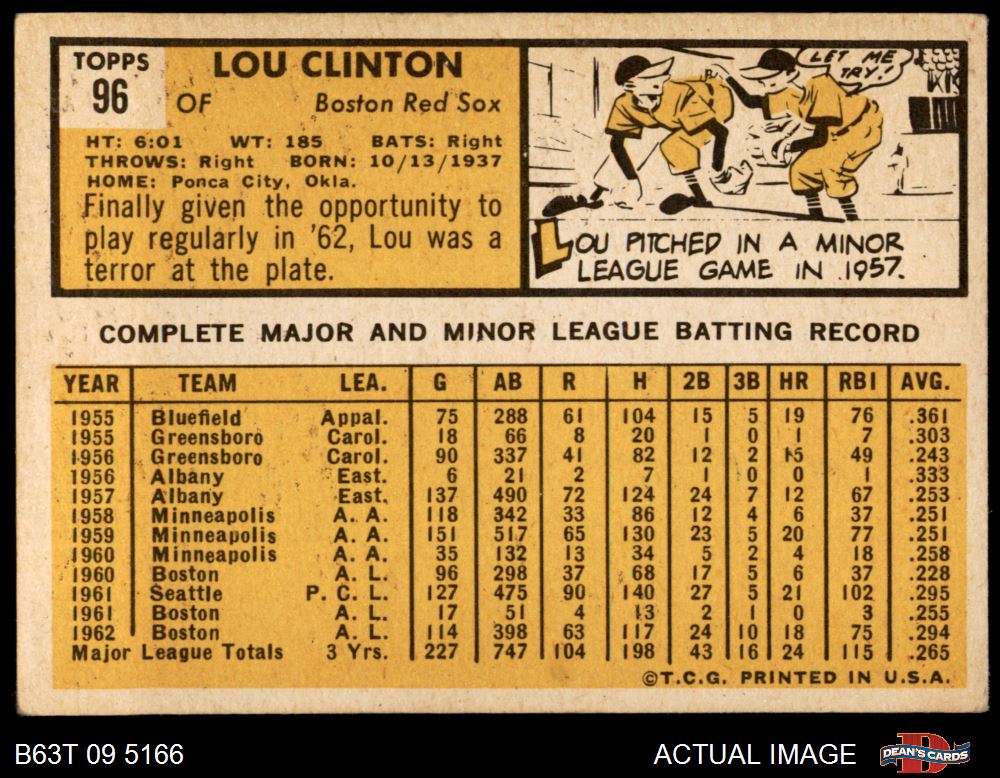 TOPPS
96
LOU CLINTON
OF Boston Red Sox
HT: 6:01 WT: 185 BATS: Right
THROWS: Right BORN: 10/13/1937
HOME: Ponca City, Okla.
Finally given the opportunity to
play regularly in '62, Lou was a
terror at the plate.
LET ME
TRY!
LOU PITCHED IN A MINOR
LEAGUE GAME IN 1957.
COMPLETE MAJOR AND MINOR LEAGUE BATTING RECORD
YEAR TEAM LEA. G AB R H 2B 3B HR RBI AVG.
1955 Bluefield Appal. 75 288 61 104 15 5 19 76 .361
1955 Greensboro Carol. 18 66 8 20 1 0 1 7 .303
1956 Greensboro Carol. 90 337 41 82 12 2 15 49 .243
1956 Albany East. 6 21 2 7 1 0 0 1 .333
1957 Albany East. 137 490 72 124 24 7 12 67 .253
1958 Minneapolis A. A. 118 342 33 86 12 4 6 37 .251
1959 Minneapolis A. A. 151 517 65 130 23 5 20 77 .251
1960 Minneapolis A. A. 35 132 13 34 5 2 4 18 .258
1960 Boston A. L. 96 298 37 68 17 5 6 37 .228
1961 Seattle P. C. L. 127 475 90 140 27 5 21 102 .295
1961 Boston A. L. 17 51 4 13 2 1 0 3 .255
1962 Boston A. L. 114 398 63 117 24 10 18 75 .294
Major League Totals 3 Yrs. 227 747 104 198 43 16 24 115 .265
©T.C.G. PRINTED IN U.S.A.
B63T 09 5166
ACTUAL IMAGE
DEAN'S CARDS